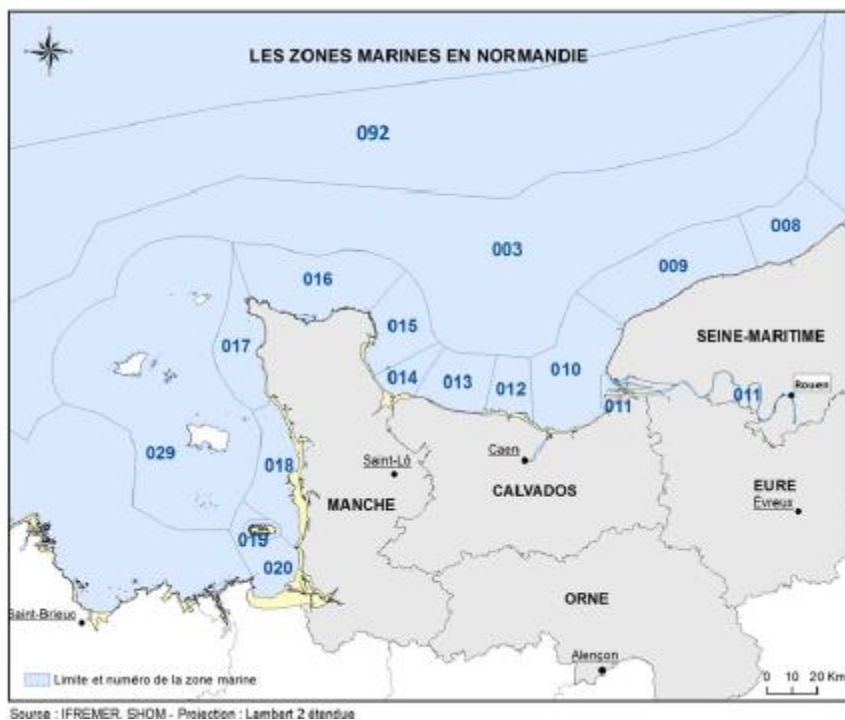 LES ZONES MARINES EN NORMANDIE
092
003
008
009
016
015
017
014
013
012
010
011
011
SEINE-MARITIME
Rouen
029
018
Saint-Lô
Caen
MANCHE
CALVADOS
EURE
Évreux
019
020
ORNE
Saint-Brieuc
Alençon
Limite et numéro de la zone marine
0 10 20 Km
Source : IFREMER, SHOM - Projection : Lambert 2 étendue